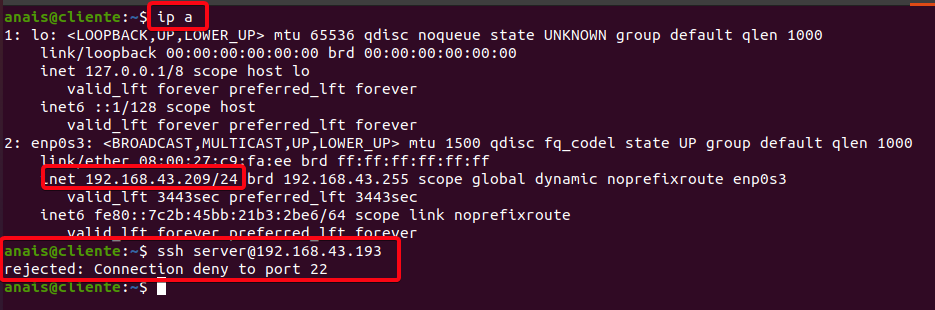 anais@cliente:~$ ip a
1: lo: <LOOPBACK,UP,LOWER_UP> mtu 65536 qdisc noqueue state UNKNOWN group default qlen 1000
link/loopback 00:00:00:00:00:00 brd 00:00:00:00:00:00
inet 127.0.0.1/8 scope host lo
valid_lft forever preferred_lft forever
inet6 ::1/128 scope host
valid_lft forever preferred_lft forever
2: enp0s3: <BROADCAST,MULTICAST,UP,LOWER_UP> mtu 1500 qdisc fq_codel state UP group default qlen 1000
link/ether 08:00:27:c9:fa:ee brd ff:ff:ff:ff:ff:ff
inet 192.168.43.209/24 brd 192.168.43.255 scope global dynamic noprefixroute enp0s3
valid_lft 3443sec preferred_lft 3443sec
inet6 fe80::7c2b:45bb:21b3:2be6/64 scope link noprefixroute
valid_lft forever preferred_lft forever
anais@cliente:~$ ssh server@192.168.43.193
rejected: Connection deny to port 22
anais@cliente:~$